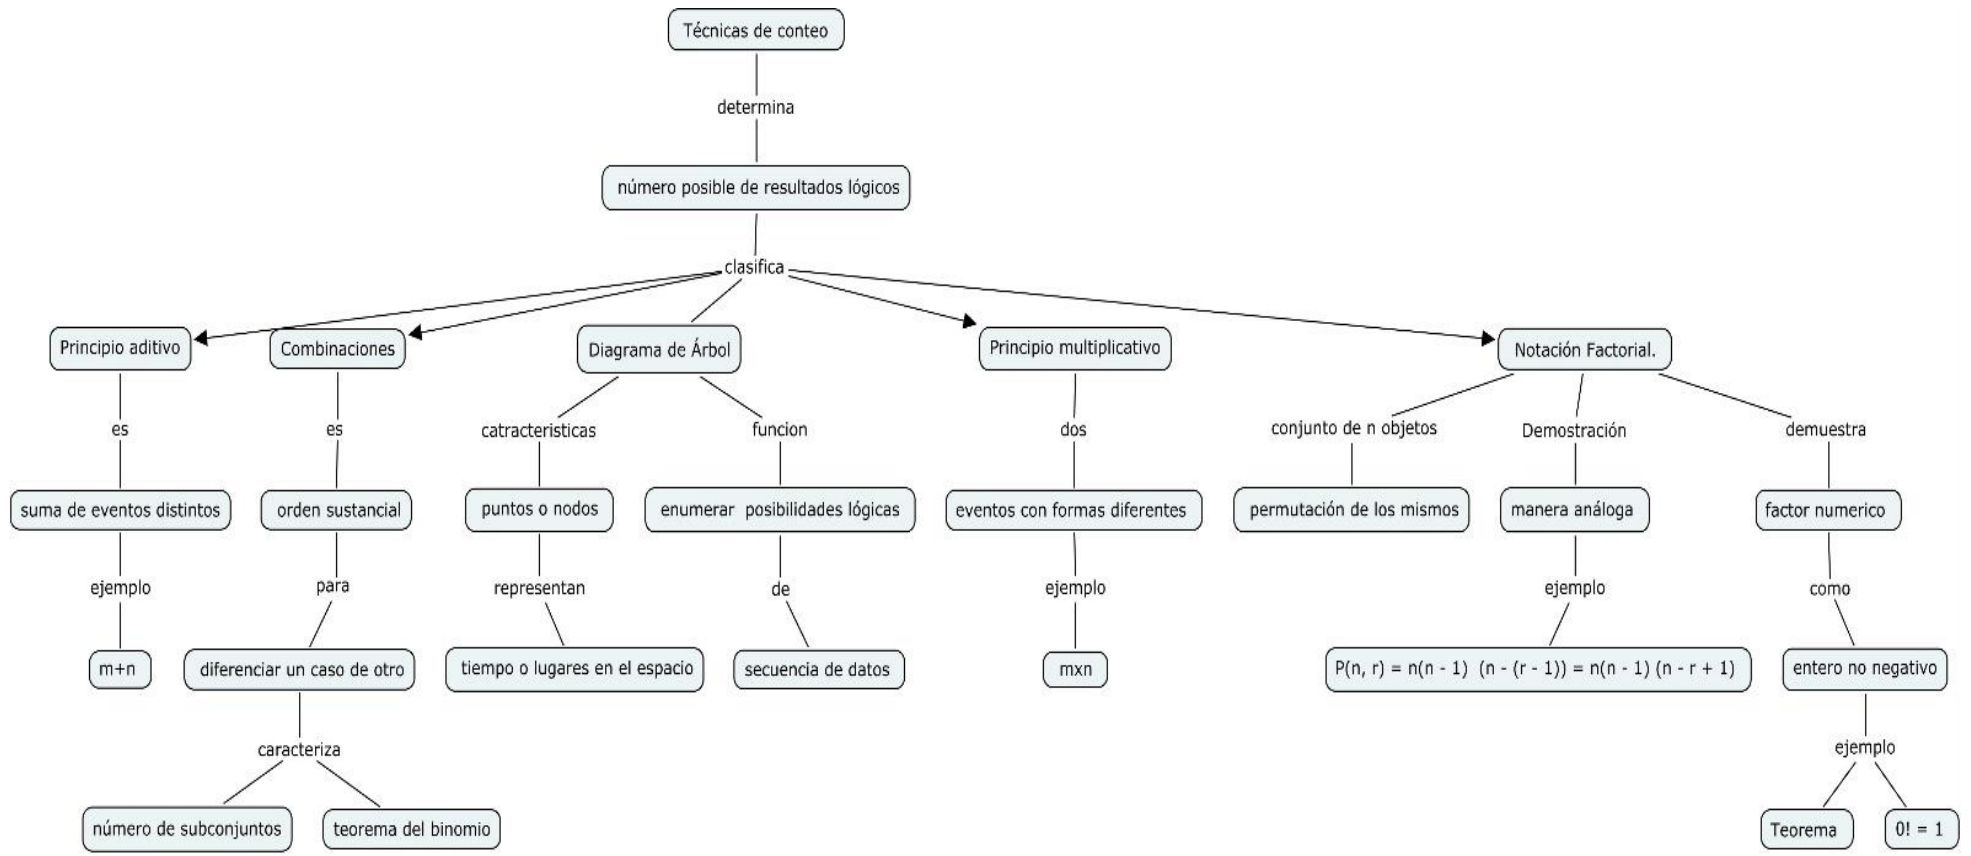 Técnicas de conteo
determina
número posible de resultados lógicos
clasifica
Principio aditivo
Combinaciones
Diagrama de Árbol
Principio multiplicativo
Notación Factorial.
es
es
catracteristicas
funcion
dos
conjunto de n objetos
Demostración
demuestra
suma de eventos distintos
orden sustancial
puntos o nodos
enumerar posibilidades lógicas
eventos con formas diferentes
permutación de los mismos
manera análoga
factor numerico
ejemplo
para
representan
de
ejemplo
ejemplo
como
m+n
diferenciar un caso de otro
tiempo o lugares en el espacio
secuencia de datos
mxn
P(n, r) = n(n - 1) (n - (r - 1)) = n(n - 1) (n - r + 1)
entero no negativo
caracteriza
ejemplo
número de subconjuntos
teorema del binomio
Teorema
0! = 1